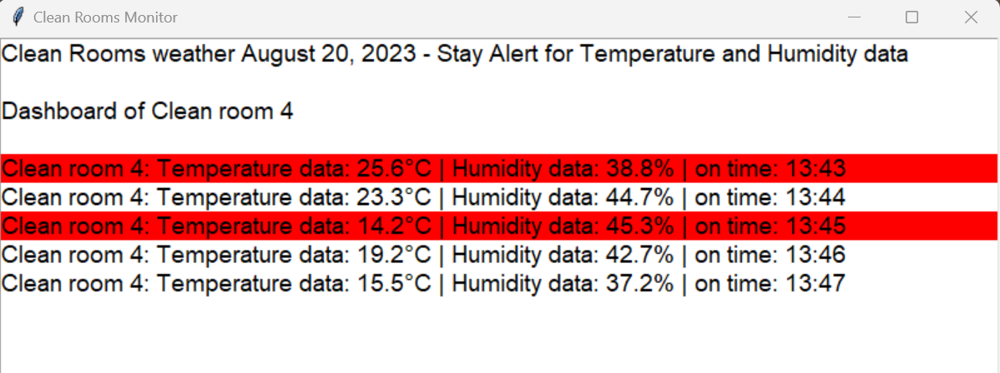 Clean Rooms Monitor
Clean Rooms weather August 20, 2023 - Stay Alert for Temperature and Humidity data
Dashboard of Clean room 4
Clean room 4: Temperature data: 25.6°C | Humidity data: 38.8% | on time: 13:43
Clean room 4: Temperature data: 23.3°C | Humidity data: 44.7% | on time: 13:44
Clean room 4: Temperature data: 14.2°C | Humidity data: 45.3% | on time: 13:45
Clean room 4: Temperature data: 19.2°C | Humidity data: 42.7% | on time: 13:46
Clean room 4: Temperature data: 15.5°C | Humidity data: 37.2% | on time: 13:47